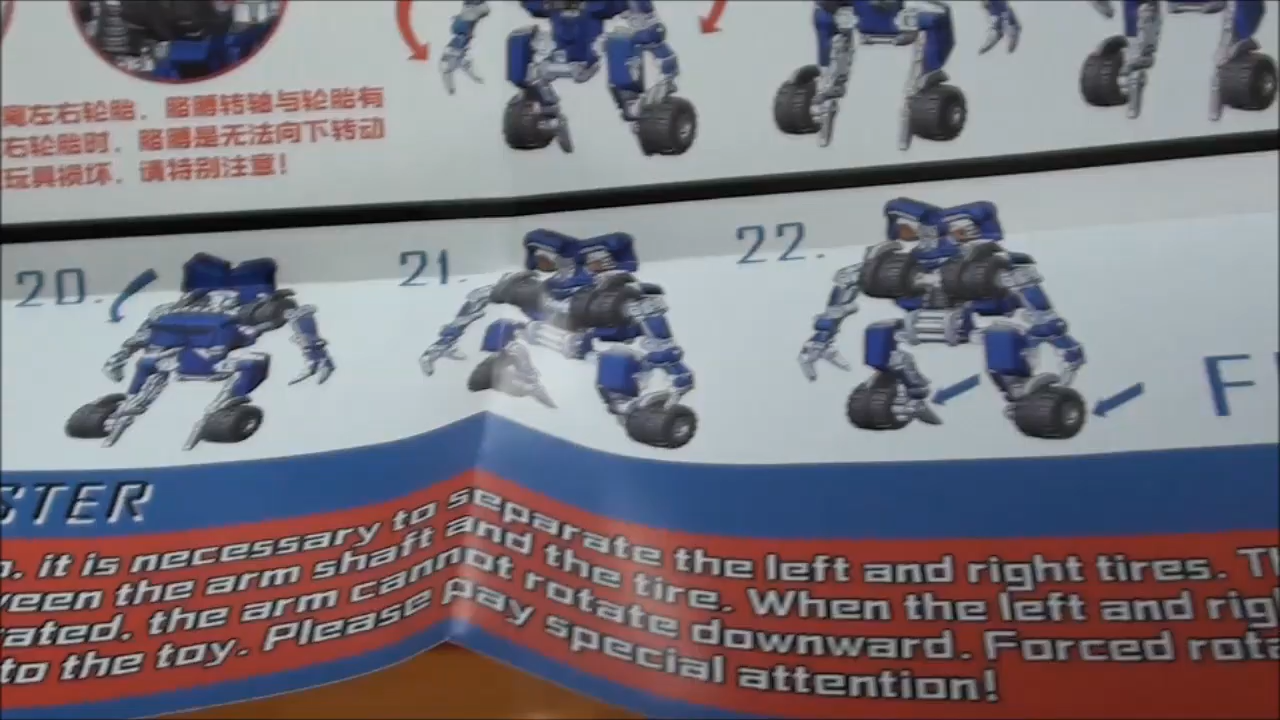 离左右轮胎，胳膊转轴与轮胎有
右轮胎时，胳膊是无法向下转动
玩具损坏，请特别注意！
20.
21.
22.
F
STER
. it is necessary to separate the left and right tires. T
een the arm shaft and the tire. When the left and rig
ated. the arm cannot rotate downward. Forced rota
to the toy. Please pay special attention!